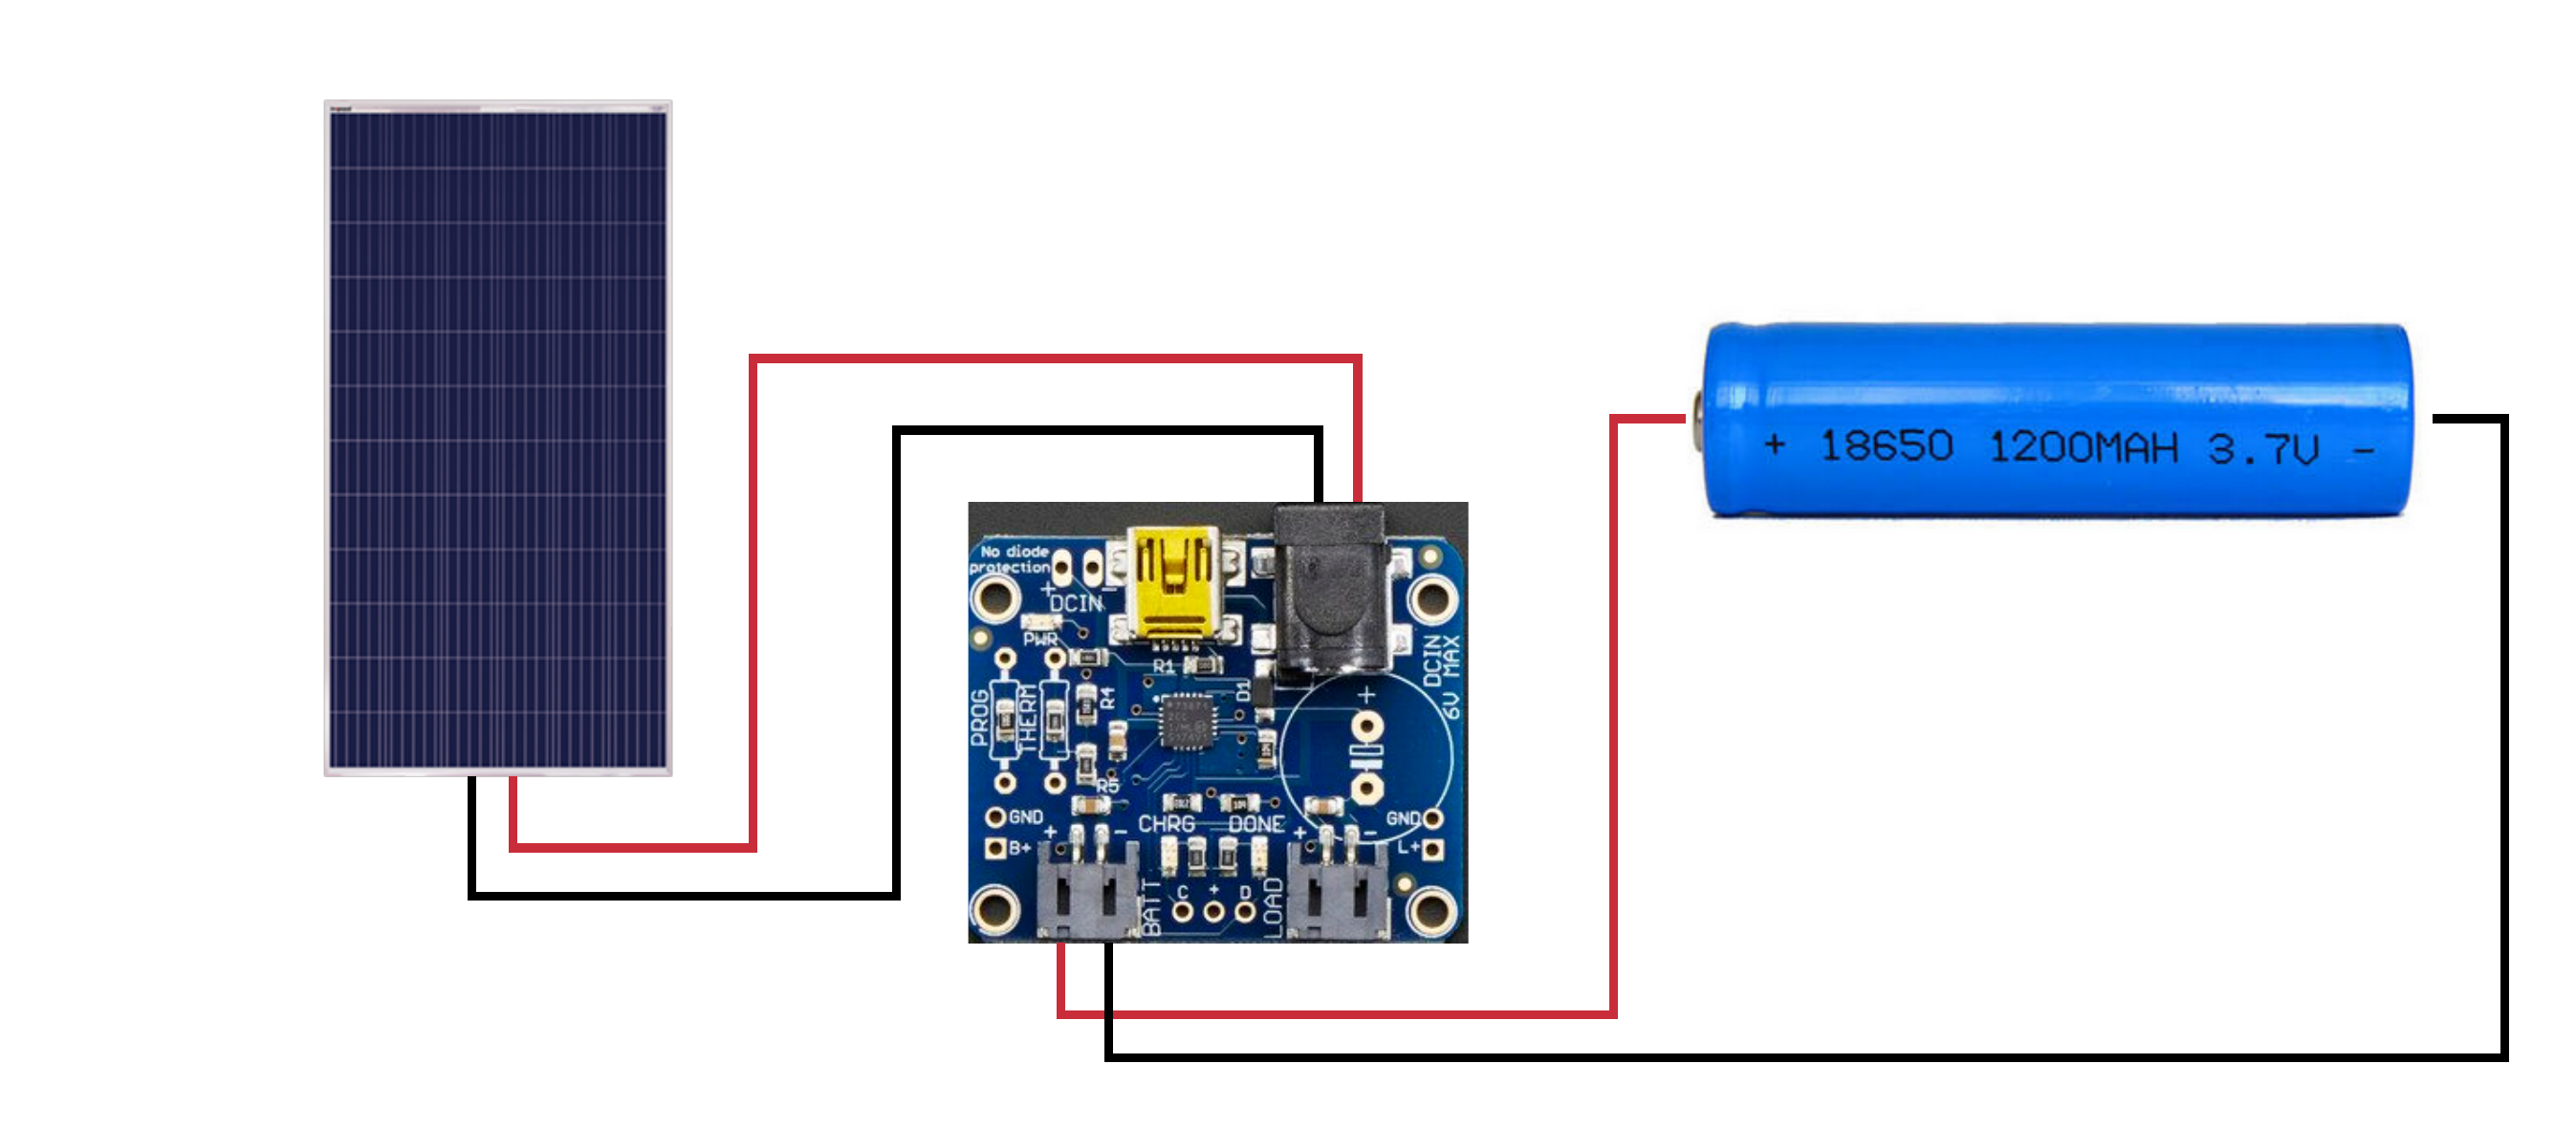 No diode
protection
+ -
DCIN
PWR
R1
DCIN
6V MAX
D1
+
PROG
THERM
R4
R5
GND
B+
+ -
CHRG DONE
+ -
GND
L+
BATT
C + D
LOAD
+ 18650 1200MAH 3.7V -